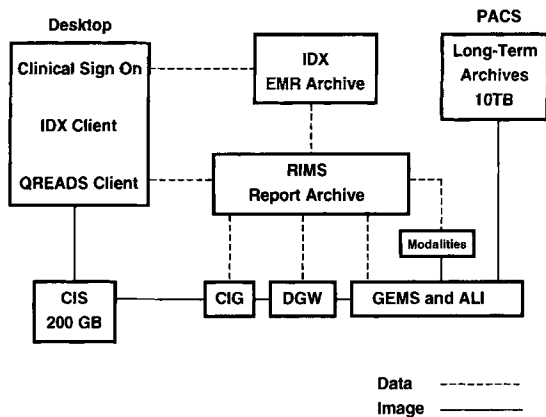 Desktop
PACS
Clinical Sign On
IDX Client
QREADS Client
IDX
EMR Archive
Long-Term
Archives
10TB
RIMS
Report Archive
Modalities
CIS
200 GB
CIG
DGW
GEMS and ALI
Data
Image